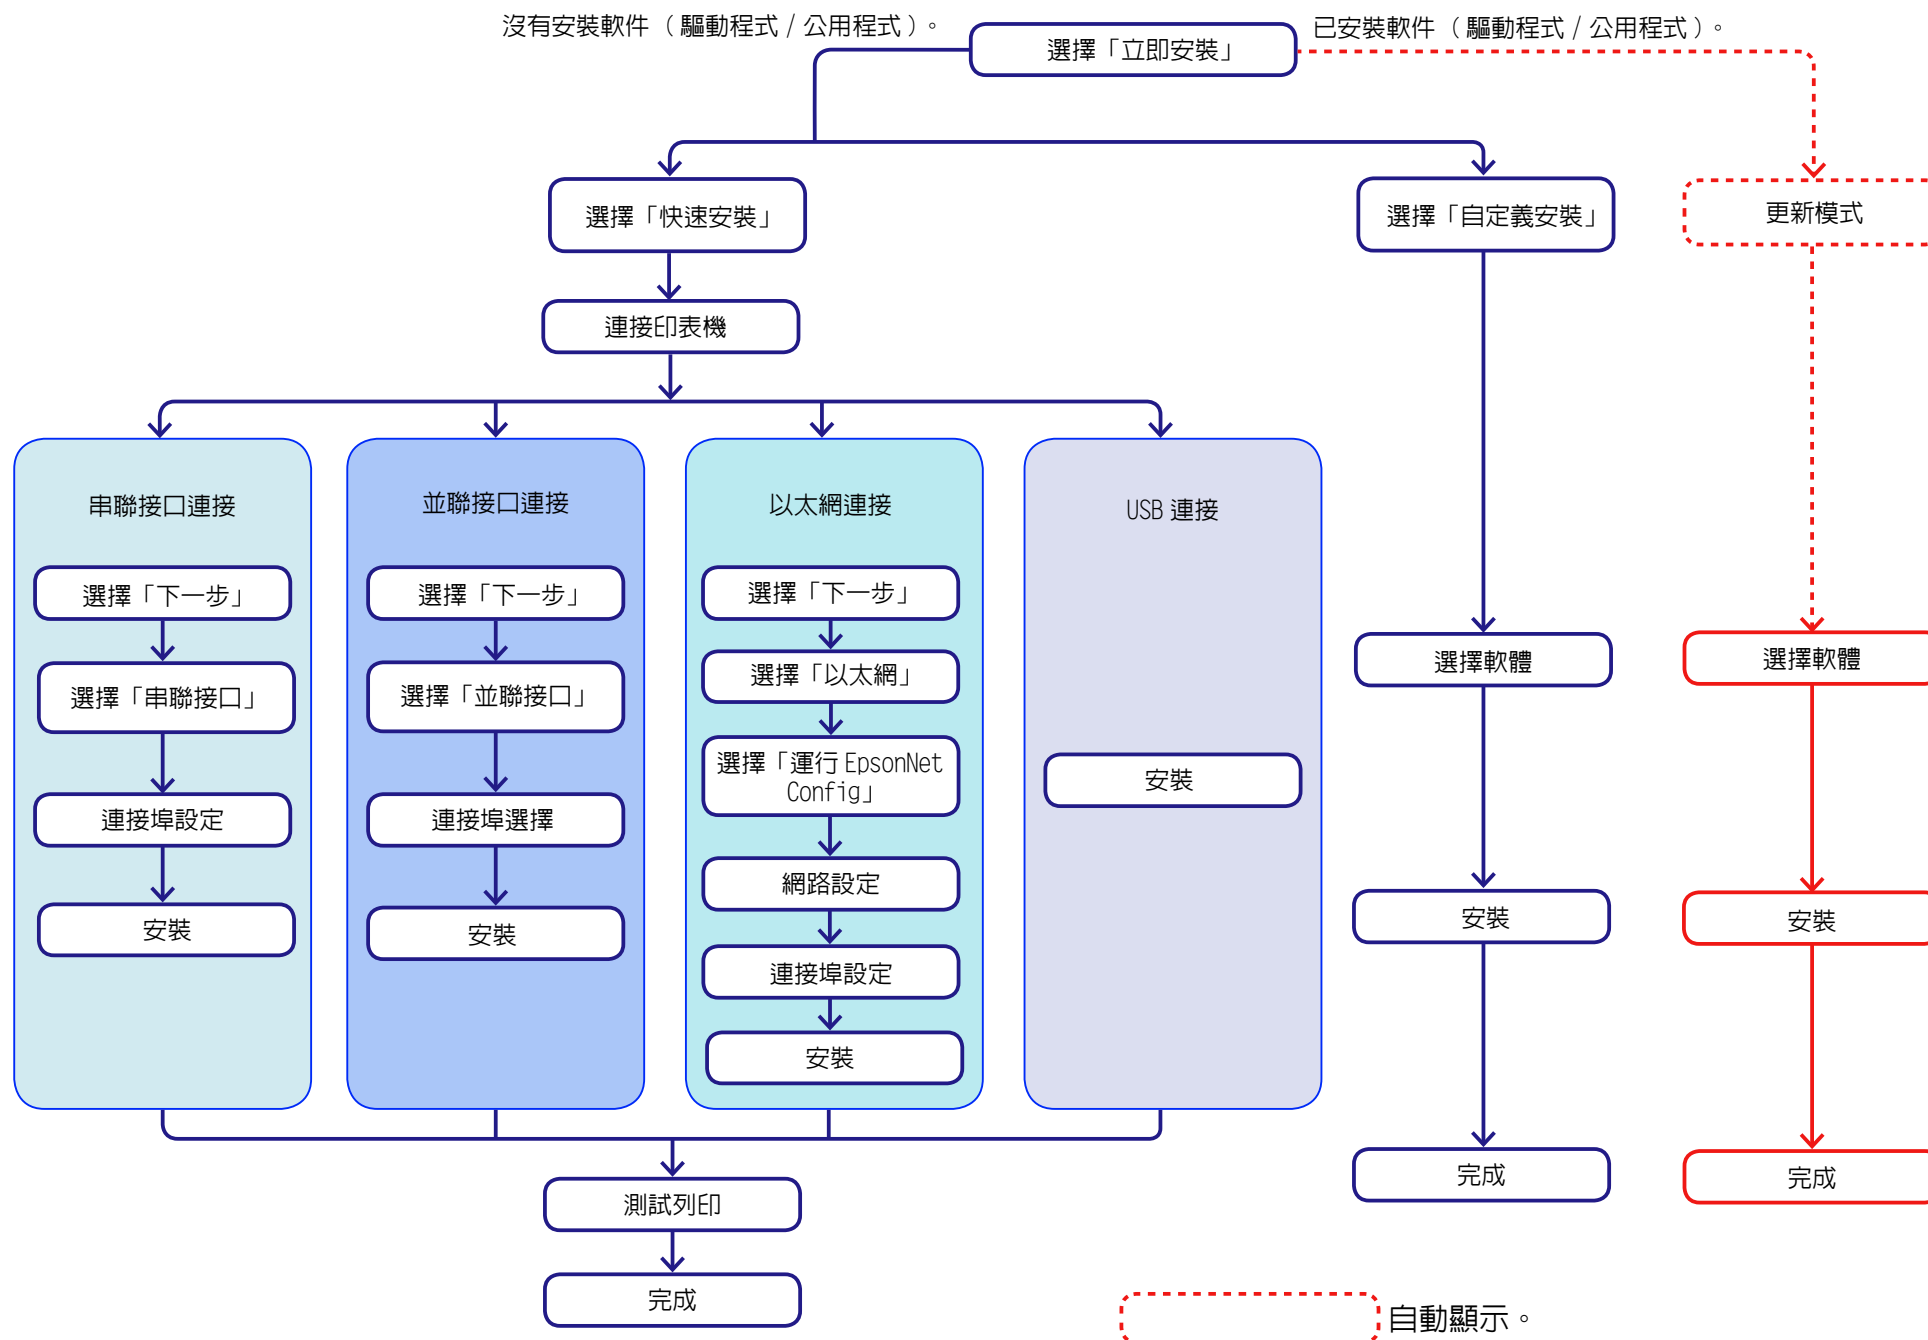 沒有安裝軟件（驅動程式 / 公用程式）。
選擇「立即安裝」
已安裝軟件（驅動程式 / 公用程式）。
選擇「快速安裝」
選擇「自定義安裝」
更新模式
連接印表機
串聯接口連接
選擇「下一步」
選擇「串聯接口」
連接埠設定
安裝
並聯接口連接
選擇「下一步」
選擇「並聯接口」
連接埠選擇
安裝
以太網連接
選擇「下一步」
選擇「以太網」
選擇「運行 EpsonNet
Config」
網路設定
連接埠設定
安裝
USB 連接
安裝
選擇軟體
安裝
完成
選擇軟體
安裝
完成
測試列印
完成
自動顯示。